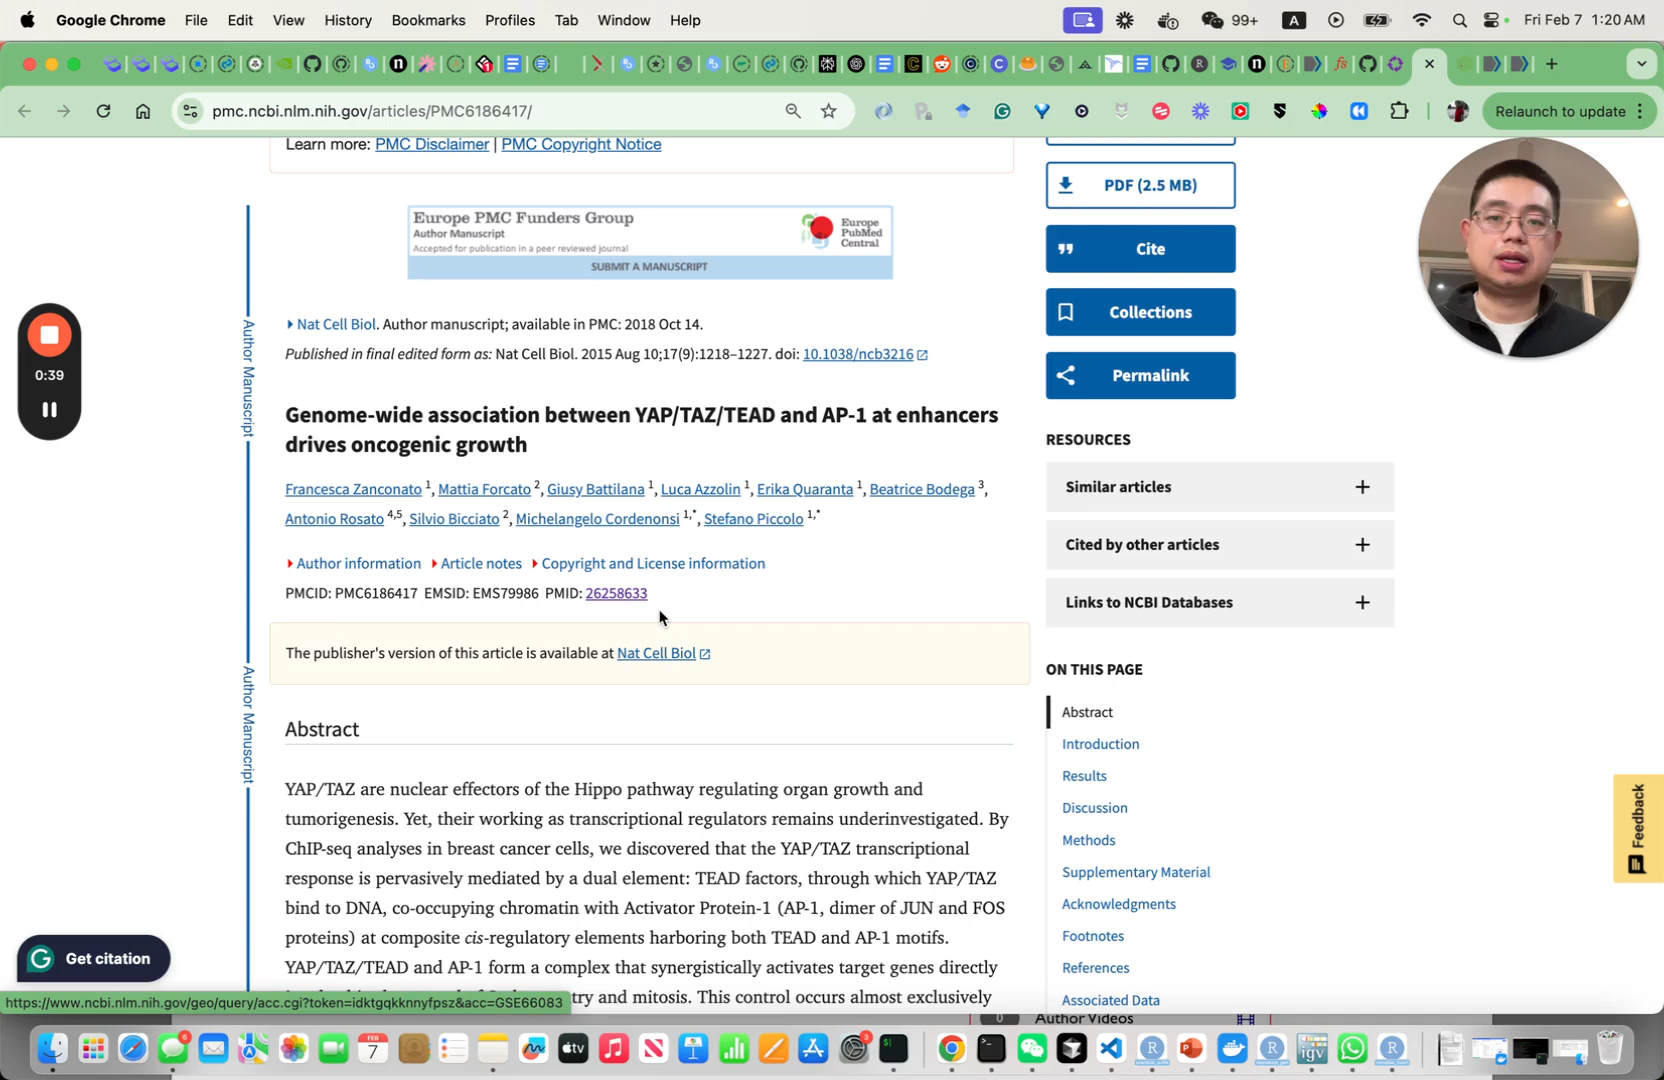 Google Chrome File Edit View History Bookmarks Profiles Tab Window Help 99+ A Fri Feb 7 1:20 AM
pmc.ncbi.nlm.nih.gov/articles/PMC6186417/
Relaunch to update
Learn more: PMC Disclaimer | PMC Copyright Notice
Europe PMC Funders Group
Author Manuscript
Accepted for publication in a peer reviewed journal
Europe
PubMed
Central
SUBMIT A MANUSCRIPT
Nat Cell Biol. Author manuscript; available in PMC: 2018 Oct 14.
Published in final edited form as: Nat Cell Biol. 2015 Aug 10;17(9):1218–1227. doi: 10.1038/ncb3216
Genome-wide association between YAP/TAZ/TEAD and AP-1 at enhancers
drives oncogenic growth
Francesca Zanconato 1, Mattia Forcato 2, Giusy Battilana 1, Luca Azzolin 1, Erika Quaranta 1, Beatrice Bodega 3,
Antonio Rosato 4,5, Silvio Bicciato 2, Michelangelo Cordenonsi 1,*, Stefano Piccolo 1,*
Author information Article notes Copyright and License information
PMCID: PMC6186417 EMSID: EMS79986 PMID: 26258633
The publisher's version of this article is available at Nat Cell Biol
Abstract
YAP/TAZ are nuclear effectors of the Hippo pathway regulating organ growth and
tumorigenesis. Yet, their working as transcriptional regulators remains underinvestigated. By
ChIP-seq analyses in breast cancer cells, we discovered that the YAP/TAZ transcriptional
response is pervasively mediated by a dual element: TEAD factors, through which YAP/TAZ
bind to DNA, co-occupying chromatin with Activator Protein-1 (AP-1, dimer of JUN and FOS
proteins) at composite cis-regulatory elements harboring both TEAD and AP-1 motifs.
YAP/TAZ/TEAD and AP-1 form a complex that synergistically activates target genes directly
try and mitosis. This control occurs almost exclusively
Author Manuscript
Author Manuscript
0:39
Get citation
https://www.ncbi.nlm.nih.gov/geo/query/acc.cgi?token=idktgqkknnyfpsz&acc=GSE66083
PDF (2.5 MB)
Cite
Collections
Permalink
RESOURCES
Similar articles
Cited by other articles
Links to NCBI Databases
ON THIS PAGE
Abstract
Introduction
Results
Discussion
Methods
Supplementary Material
Acknowledgments
Footnotes
References
Associated Data
Author Videos
Feedback
FEB
7
tv
igv